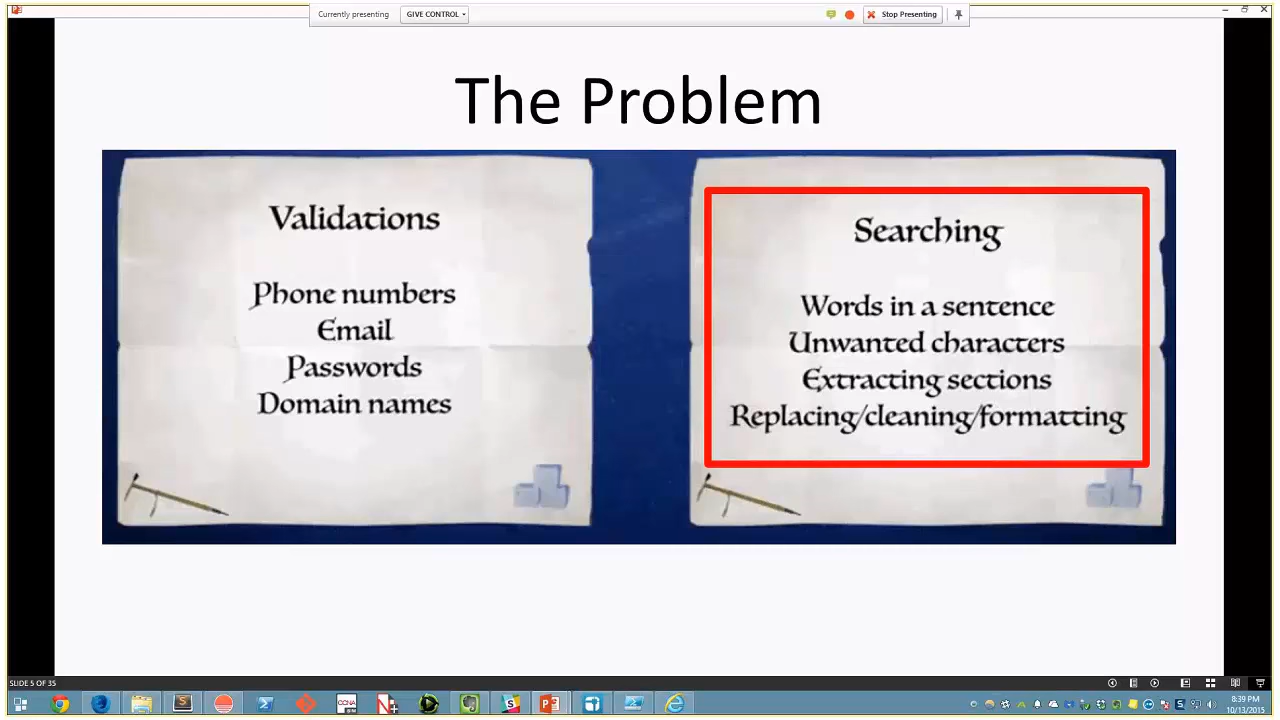 Currently presenting GIVE CONTROL Stop Presenting
The Problem
Validations
Phone numbers
Email
Passwords
Domain names
Searching
Words in a sentence
Unwanted characters
Extracting sections
Replacing/cleaning/formatting
SLIDE 5 OF 35
CCNA
8:39 PM
10/13/2015